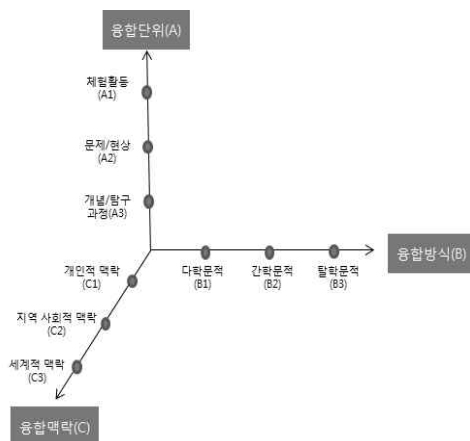 융합단위(A)
체험활동
(A1)
문제/현상
(A2)
개념/탐구
과정(A3)
융합방식(B)
다학문적
(B1)
간학문적
(B2)
탈학문적
(B3)
개인적 맥락
(C1)
지역 사회적 맥락
(C2)
세계적 맥락
(C3)
융합맥락(C)